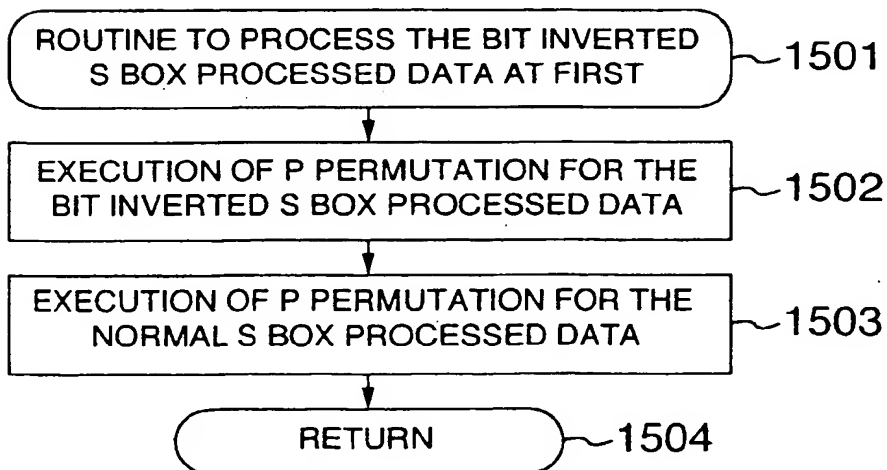 ROUTINE TO PROCESS THE BIT INVERTED
S BOX PROCESSED DATA AT FIRST
1501
EXECUTION OF P PERMUTATION FOR THE
BIT INVERTED S BOX PROCESSED DATA
1502
EXECUTION OF P PERMUTATION FOR THE
NORMAL S BOX PROCESSED DATA
1503
RETURN
1504